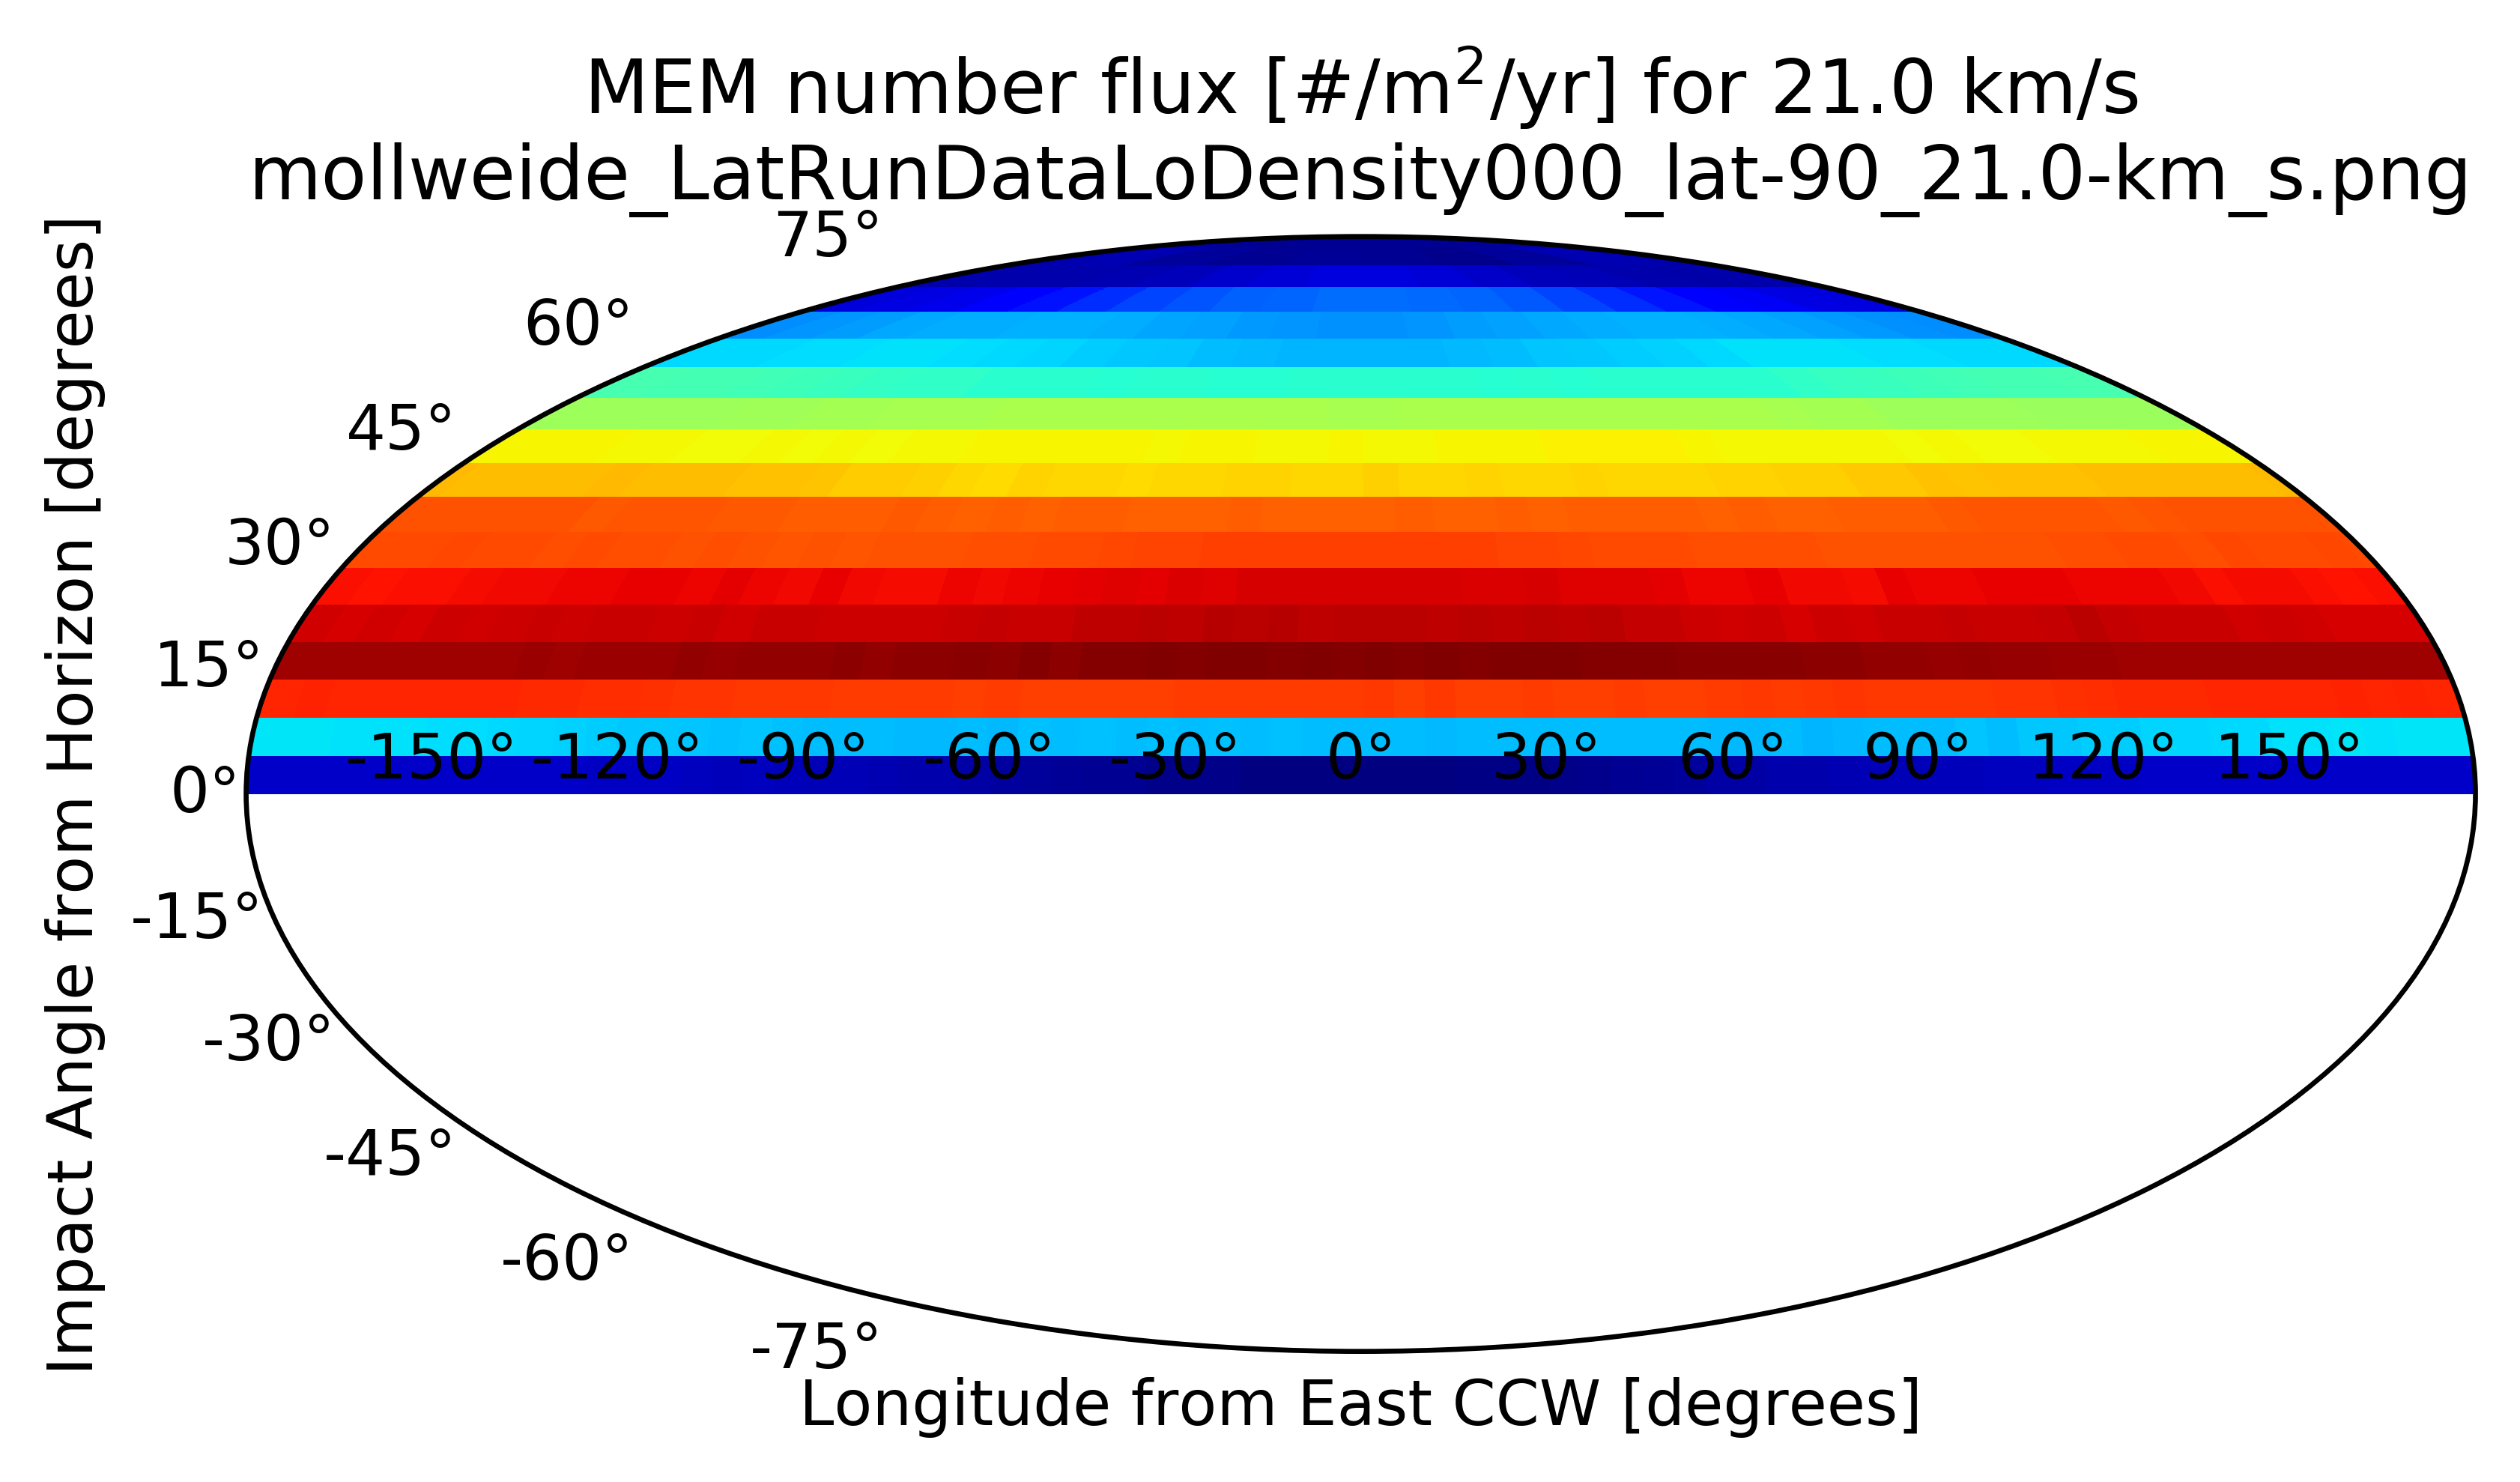 MEM number flux [#/m²/yr] for 21.0 km/s
mollweide_LatRunDataLoDensity000_lat-90_21.0-km_s.png
Impact Angle from Horizon [degrees]
75°
60°
45°
30°
15°
0°
-15°
-30°
-45°
-60°
-75°
-150° -120° -90° -60° -30° 0° 30° 60° 90° 120° 150°
Longitude from East CCW [degrees]